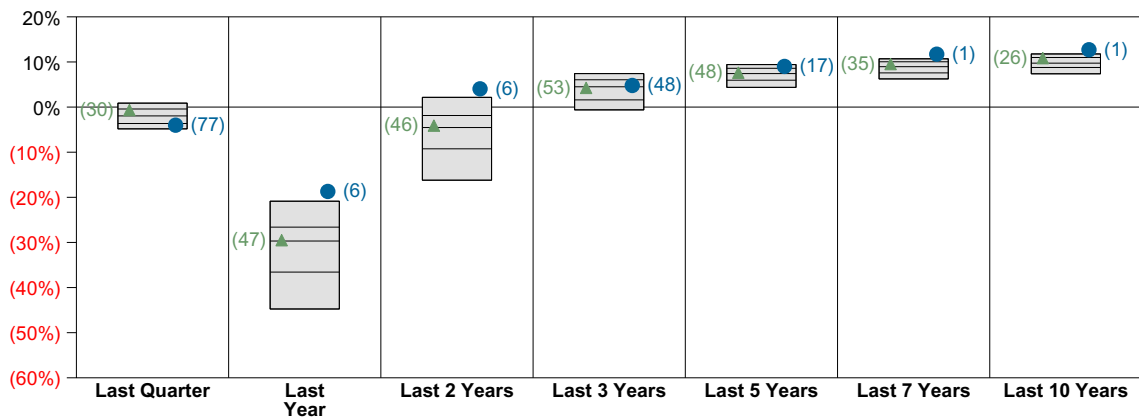 20%
10%
0%
(10%)
(20%)
(30%)
(40%)
(50%)
(60%)
(30)
(77)
(47)
(6)
(46)
(6)
(53)
(48)
(48)
(17)
(35)
(1)
(26)
(1)
Last Quarter
Last
Year
Last 2 Years
Last 3 Years
Last 5 Years
Last 7 Years
Last 10 Years